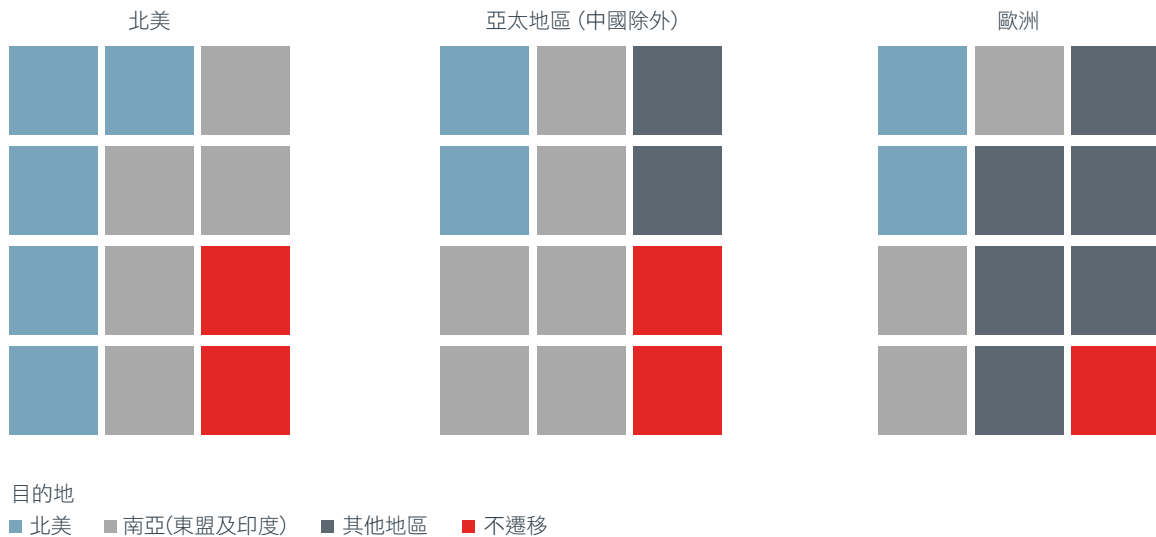 北美
亞太地區 (中國除外)
歐洲
目的地
北美
南亞(東盟及印度)
其他地區
不遷移